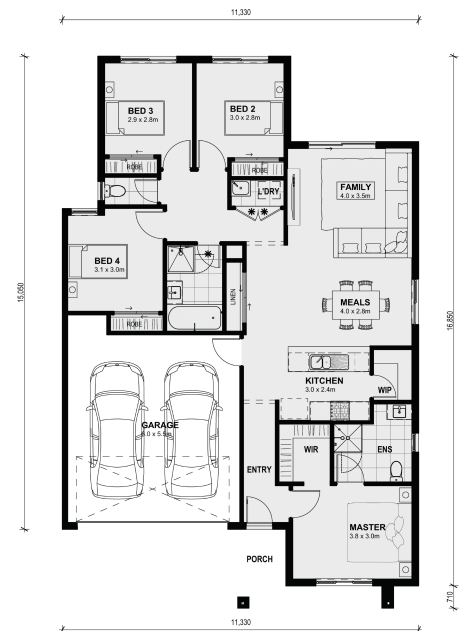 11,330
BED 3
2.9 x 2.8m
BED 2
3.0 x 2.8m
ROBE
ROBE
L'DRY
FAMILY
4.0 x 3.5m
BED 4
3.1 x 3.0m
15,050
16,850
LINEN
MEALS
4.0 x 2.8m
ROBE
KITCHEN
3.0 x 2.4m
WIP
GARAGE
6.0 x 5.5m
WIR
ENS
ENTRY
MASTER
3.8 x 3.0m
PORCH
710
11,330